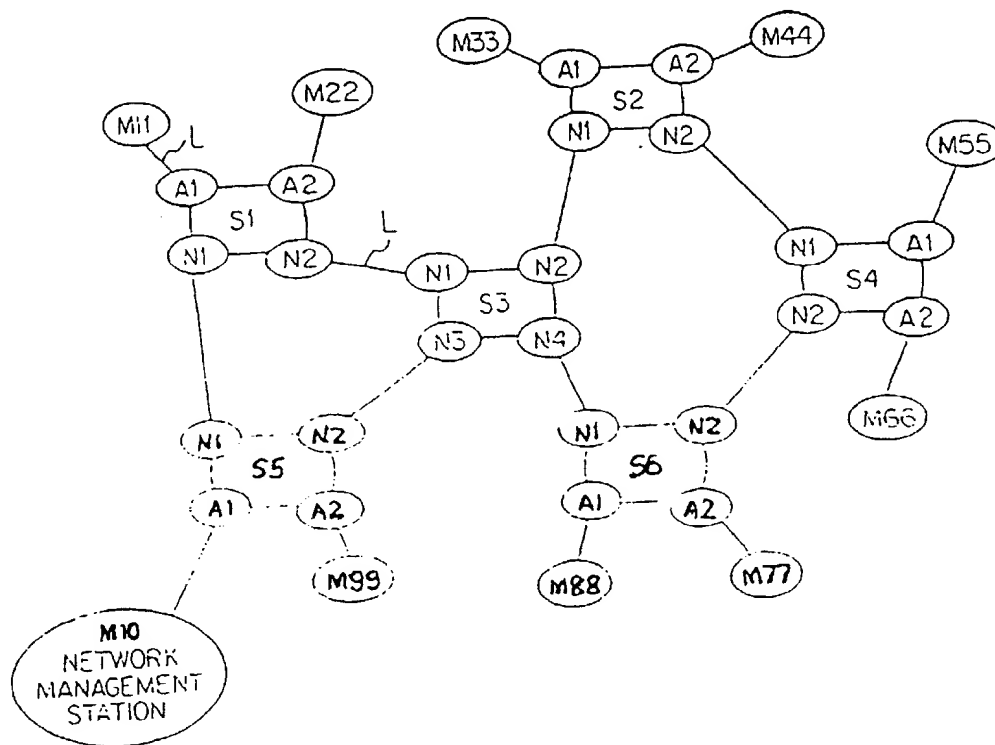 M33
M44
A1
A2
S2
N1
N2
M11
L
M22
A1
A2
S1
N1
N2
L
M55
N1
A1
S4
N2
A2
M66
N1
N2
S3
N3
N4
N1
N2
S5
A1
A2
M99
N1
N2
S6
A1
A2
M88
M77
M10
NETWORK
MANAGEMENT
STATION